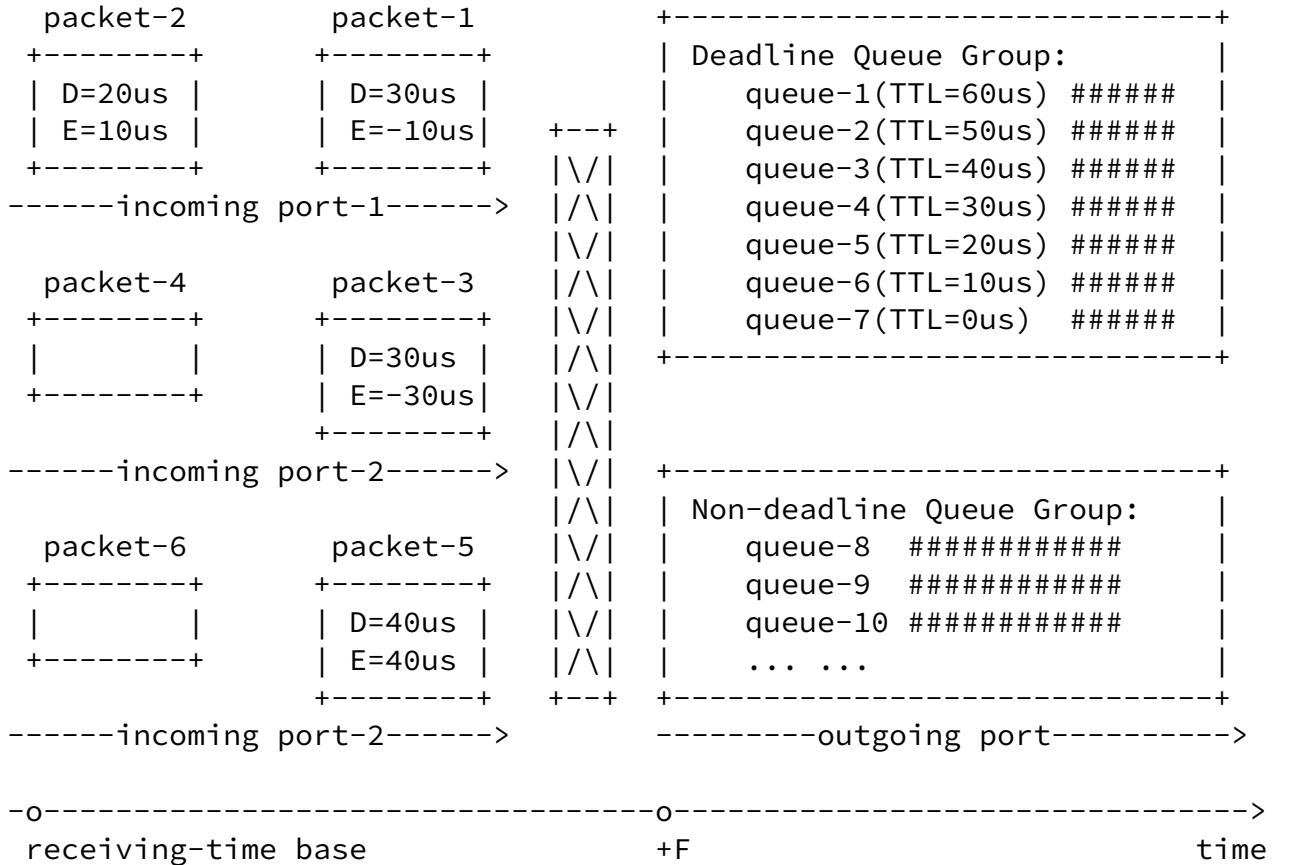 packet-2 packet-1 +------------------------------+
+--------+ +--------+ | Deadline Queue Group: |
| D=20us | | D=30us | | queue-1(TTL=60us) ###### |
| E=10us | | E=-10us| +--+ | queue-2(TTL=50us) ###### |
+--------+ +--------+ |\/| | queue-3(TTL=40us) ###### |
------incoming port-1------> |/\| | queue-4(TTL=30us) ###### |
|\/| | queue-5(TTL=20us) ###### |
packet-4 packet-3 |/\| | queue-6(TTL=10us) ###### |
+--------+ +--------+ |\/| | queue-7(TTL=0us) ###### |
| | | D=30us | |/\| +------------------------------+
+--------+ | E=-30us| |\/|
+--------+ |/\|
------incoming port-2------> |\/| +------------------------------+
|/\| | Non-deadline Queue Group: |
packet-6 packet-5 |\/| | queue-8 ############ |
+--------+ +--------+ |/\| | queue-9 ############ |
| | | D=40us | |\/| | queue-10 ############ |
+--------+ | E=40us | |/\| | ... ... |
+--------+ +--+ +------------------------------+
------incoming port-2------> ---------outgoing port---------->
-o----------------------------------o-------------------------------->
receiving-time base +F time